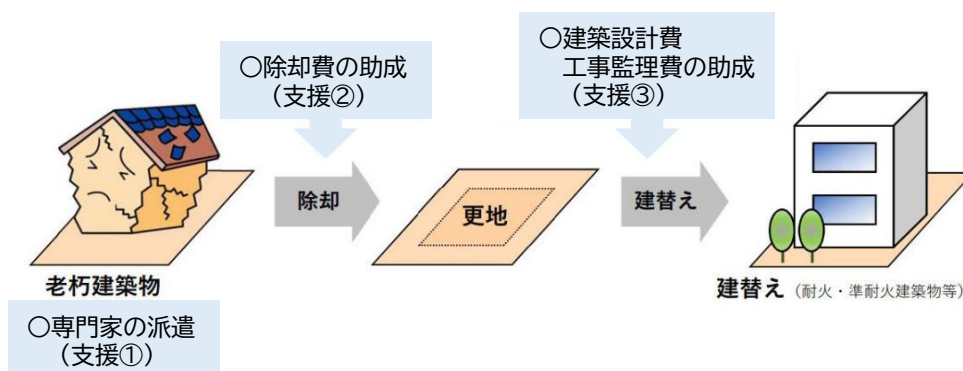 〇除却費の助成
（支援②）
〇建築設計費
工事監理費の助成
（支援③）
除却
更地
建替え
老朽建築物
建替え（耐火・準耐火建築物等）
〇専門家の派遣
（支援①）